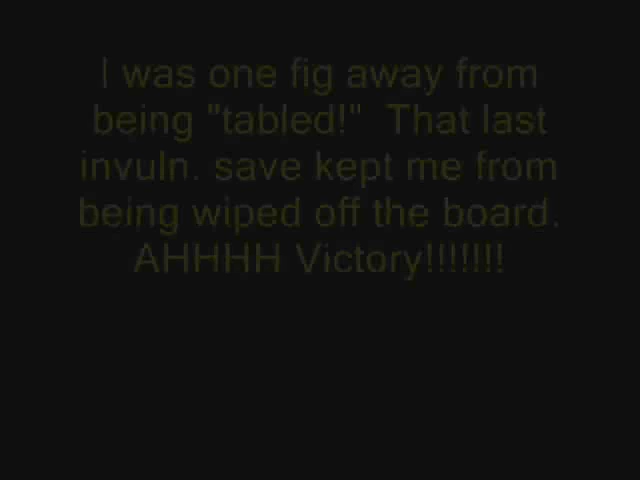 I was one fig away from
being "tabled!"  That last
invuln. save kept me from
being wiped off the board.
AHHHH Victory!!!!!!!